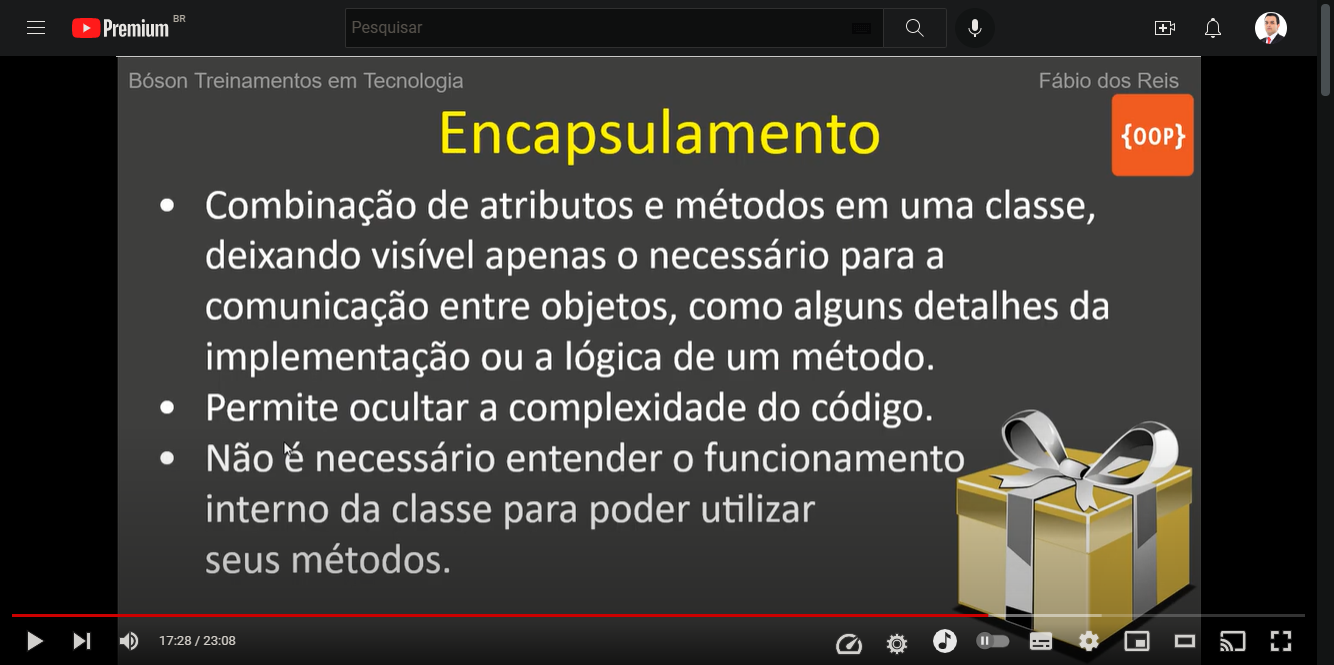 Premium BR
Pesquisar
Bóson Treinamentos em Tecnologia
Fábio dos Reis
Encapsulamento
{OOP}
• Combinação de atributos e métodos em uma classe,
deixando visível apenas o necessário para a
comunicação entre objetos, como alguns detalhes da
implementação ou a lógica de um método.
• Permite ocultar a complexidade do código.
• Não é necessário entender o funcionamento
interno da classe para poder utilizar
seus métodos.
17:28 / 23:08